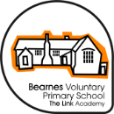 Bearnes Voluntary
Primary School
The Link Academy